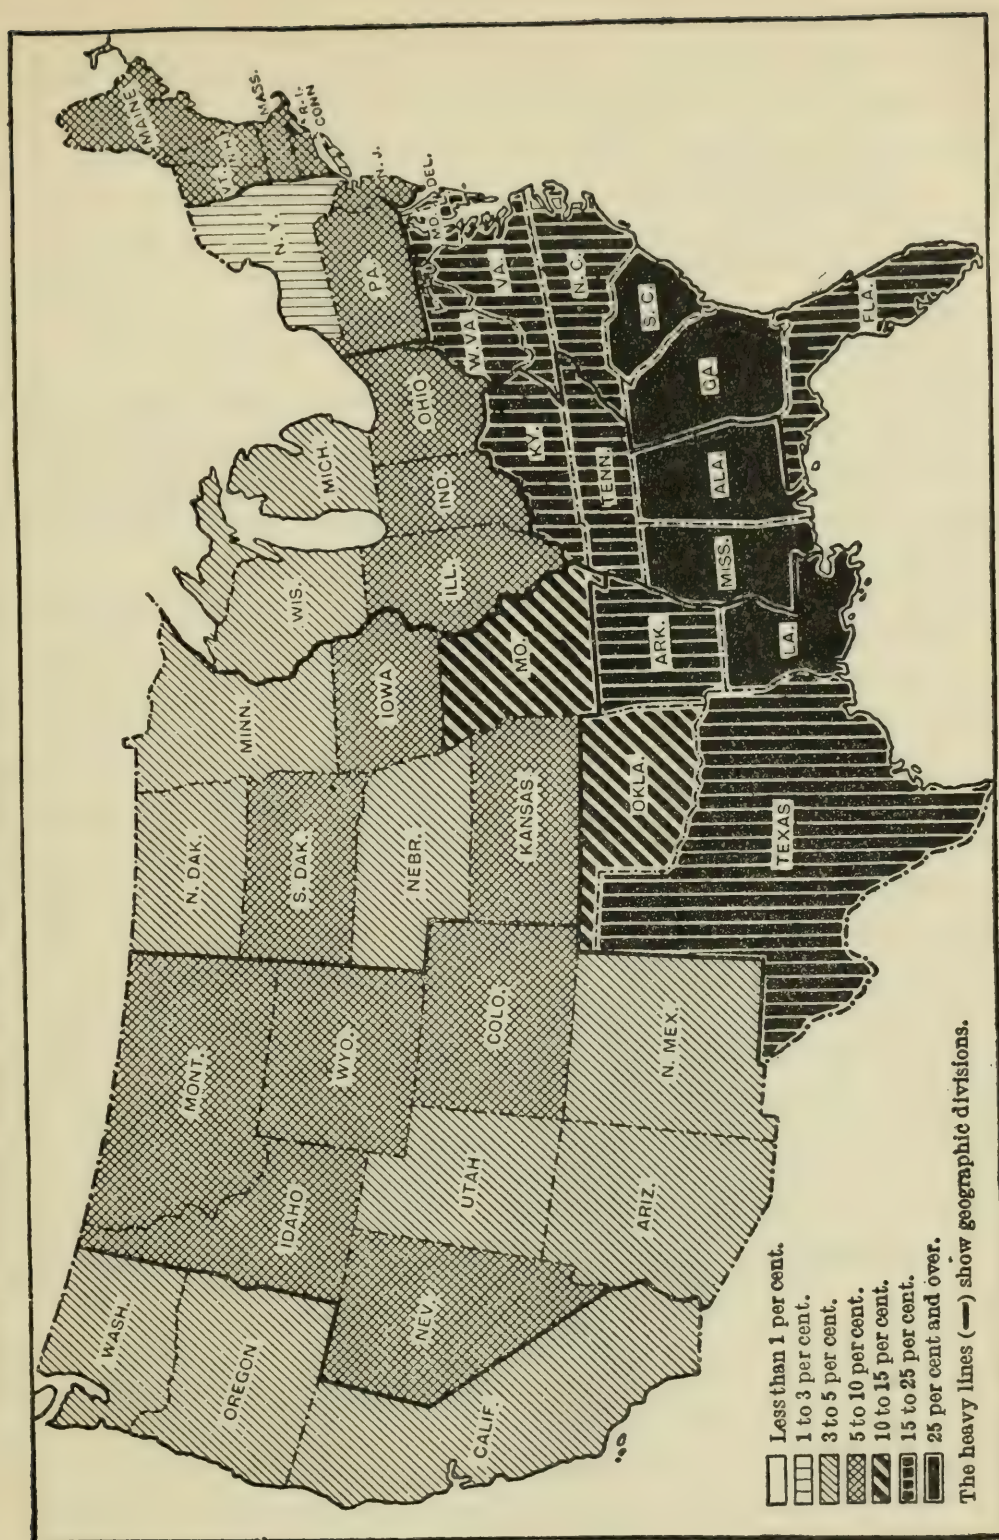 WASH.
OREGON
CALIF.
NEV.
IDAHO
MONT.
WYO.
UTAH
COLO.
ARIZ.
N. MEX.
N. DAK.
S. DAK.
NEBR.
KANSAS
OKLA.
TEXAS
MINN.
IOWA
MO.
ARK.
LA.
WIS.
ILL.
MICH.
IND.
OHIO
KY.
TENN.
MISS.
ALA.
GA.
FLA.
S. C.
N. C.
VA.
W. VA.
MD.
DEL.
PA.
N. J.
N. Y.
CONN
R. I.
MASS.
VT.
N. H.
MAINE
Less than 1 per cent.
1 to 3 per cent.
3 to 5 per cent.
5 to 10 per cent.
10 to 15 per cent.
15 to 25 per cent.
25 per cent and over.
The heavy lines (—) show geographic divisions.